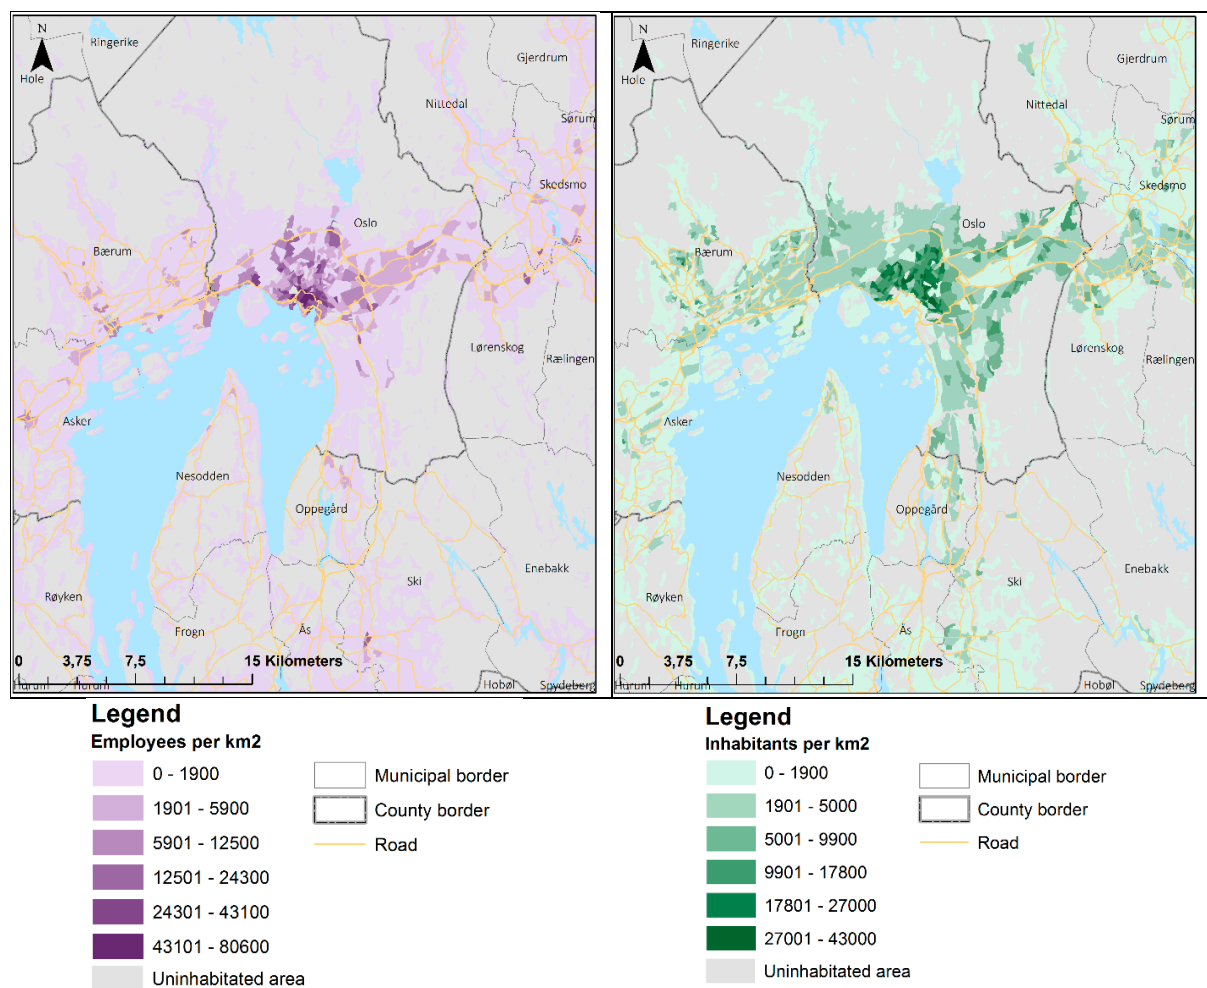 N
Ringerike
Hole
Gjerdrum
Nittedal
Sørum
Skedsmo
Oslo
Bærum
Lørenskog
Rælingen
Asker
Nesodden
Oppegård
Enebakk
Ski
Røyken
Frogn
Ås
0 3,75 7,5 15 Kilometers
Hurum Hurum Hobøl Spydeberg
Legend
Employees per km2
0 - 1900
1901 - 5900
5901 - 12500
12501 - 24300
24301 - 43100
43101 - 80600
Uninhabitated area
Municipal border
County border
Road
N
Ringerike
Hole
Gjerdrum
Nittedal
Sørum
Skedsmo
Oslo
Bærum
Lørenskog
Rælingen
Asker
Nesodden
Oppegård
Enebakk
Ski
Røyken
Frogn
Ås
0 3,75 7,5 15 Kilometers
Hurum Hurum Hobøl Spydeberg
Legend
Inhabitants per km2
0 - 1900
1901 - 5000
5001 - 9900
9901 - 17800
17801 - 27000
27001 - 43000
Uninhabitated area
Municipal border
County border
Road